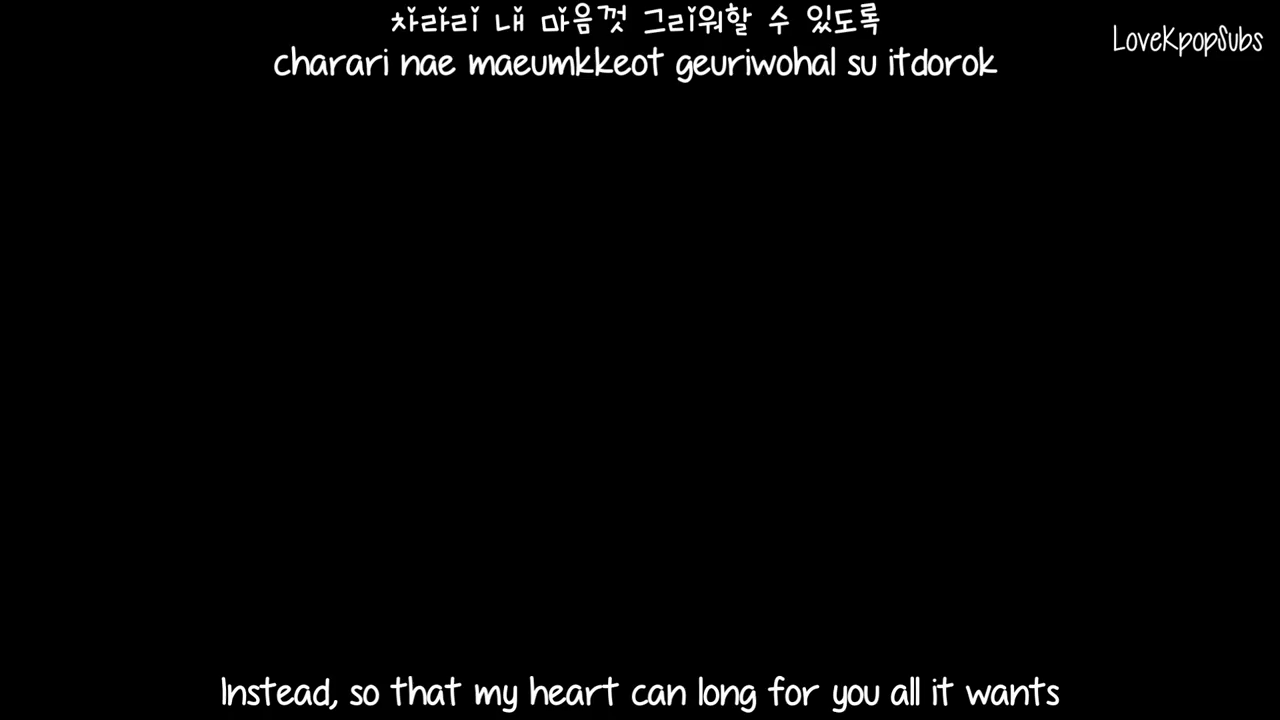 차라리 내 마음껏 그리워할 수 있도록
charari nae maeumkkeot geuriwohal su itdorok
LoveKpopSubs
Instead, so that my heart can long for you all it wants